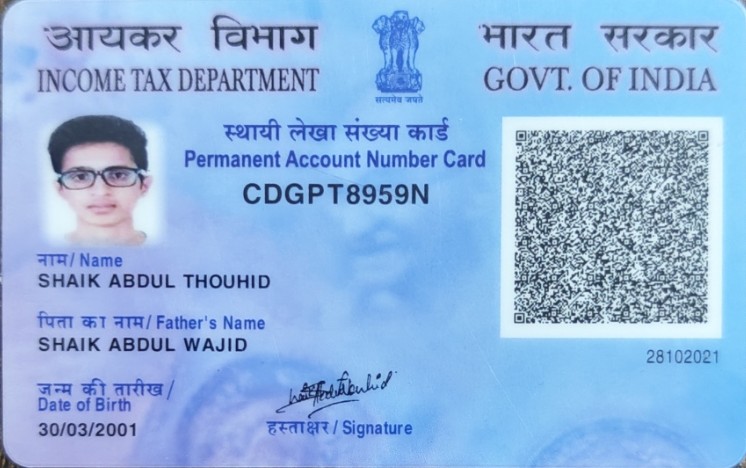 आयकर विभाग
INCOME TAX DEPARTMENT
सत्यमेव जयते
भारत सरकार
GOVT. OF INDIA
स्थायी लेखा संख्या कार्ड
Permanent Account Number Card
CDGPT8959N
नाम / Name
SHAIK ABDUL THOUHID
पिता का नाम / Father's Name
SHAIK ABDUL WAJID
28102021
जन्म की तारीख /
Date of Birth
30/03/2001
हस्ताक्षर / Signature